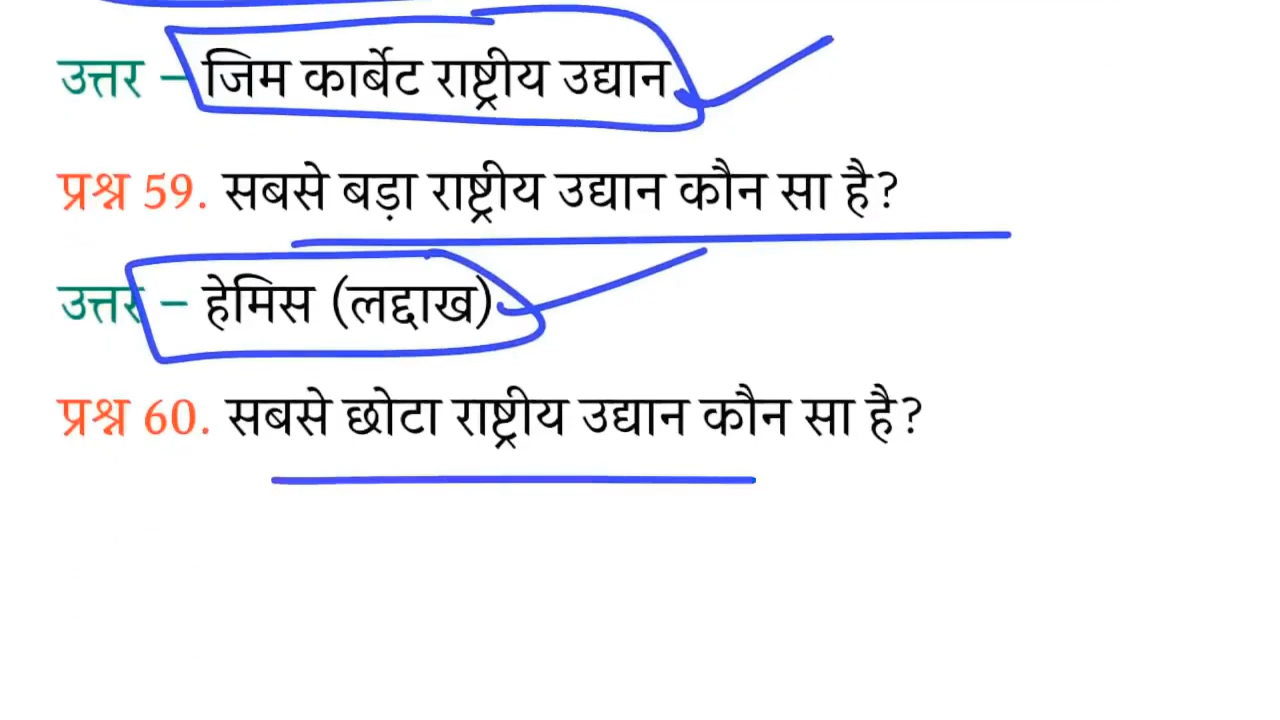 उत्तर – जिम कार्बेट राष्ट्रीय उद्यान
प्रश्न 59. सबसे बड़ा राष्ट्रीय उद्यान कौन सा है?
उत्तर – हेमिस (लद्दाख)
प्रश्न 60. सबसे छोटा राष्ट्रीय उद्यान कौन सा है?